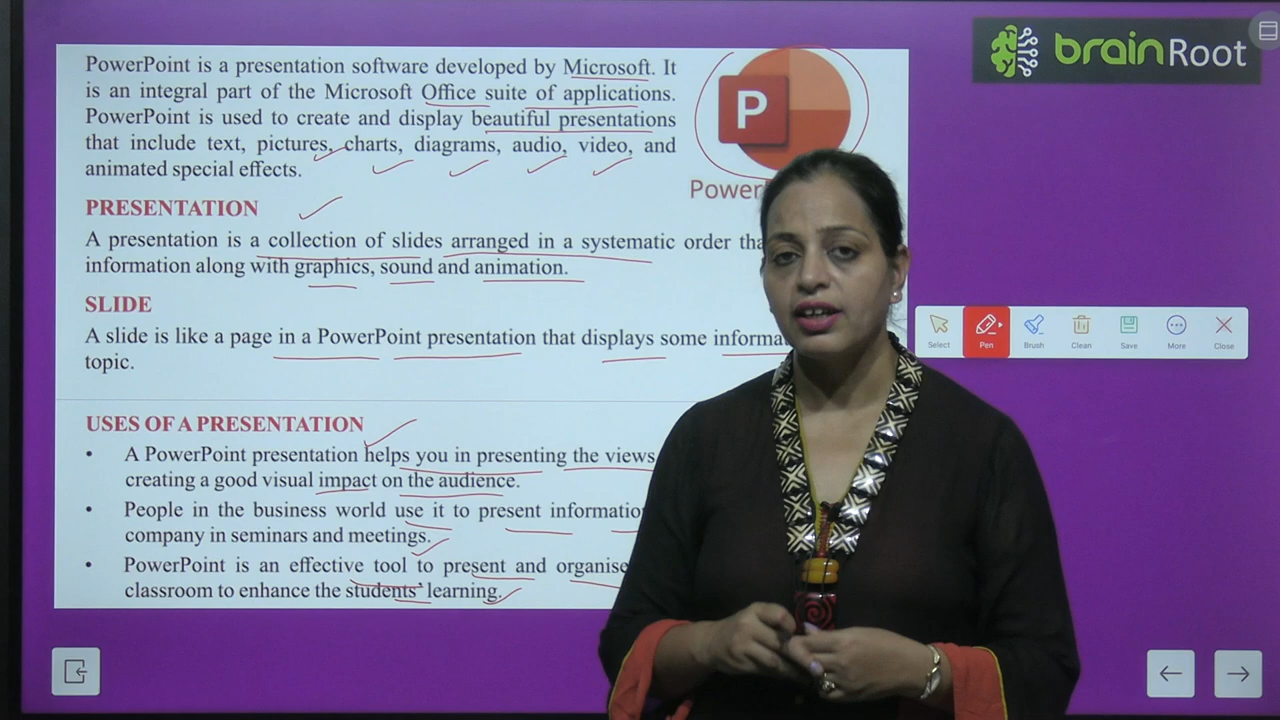 brainRoot
PowerPoint is a presentation software developed by Microsoft. It
is an integral part of the Microsoft Office suite of applications.
PowerPoint is used to create and display beautiful presentations
that include text, pictures, charts, diagrams, audio, video, and
animated special effects.
P
PRESENTATION
A presentation is a collection of slides arranged in a systematic order
information along with graphics, sound and animation.
SLIDE
A slide is like a page in a PowerPoint presentation that displays some
topic.
Select
Pen
Brush
Clean
Save
More
Close
USES OF A PRESENTATION
• A PowerPoint presentation helps you in presenting the views
creating a good visual impact on the audience.
• People in the business world use it to present
company in seminars and meetings.
• PowerPoint is an effective tool to present and organise
classroom to enhance the students' learning.